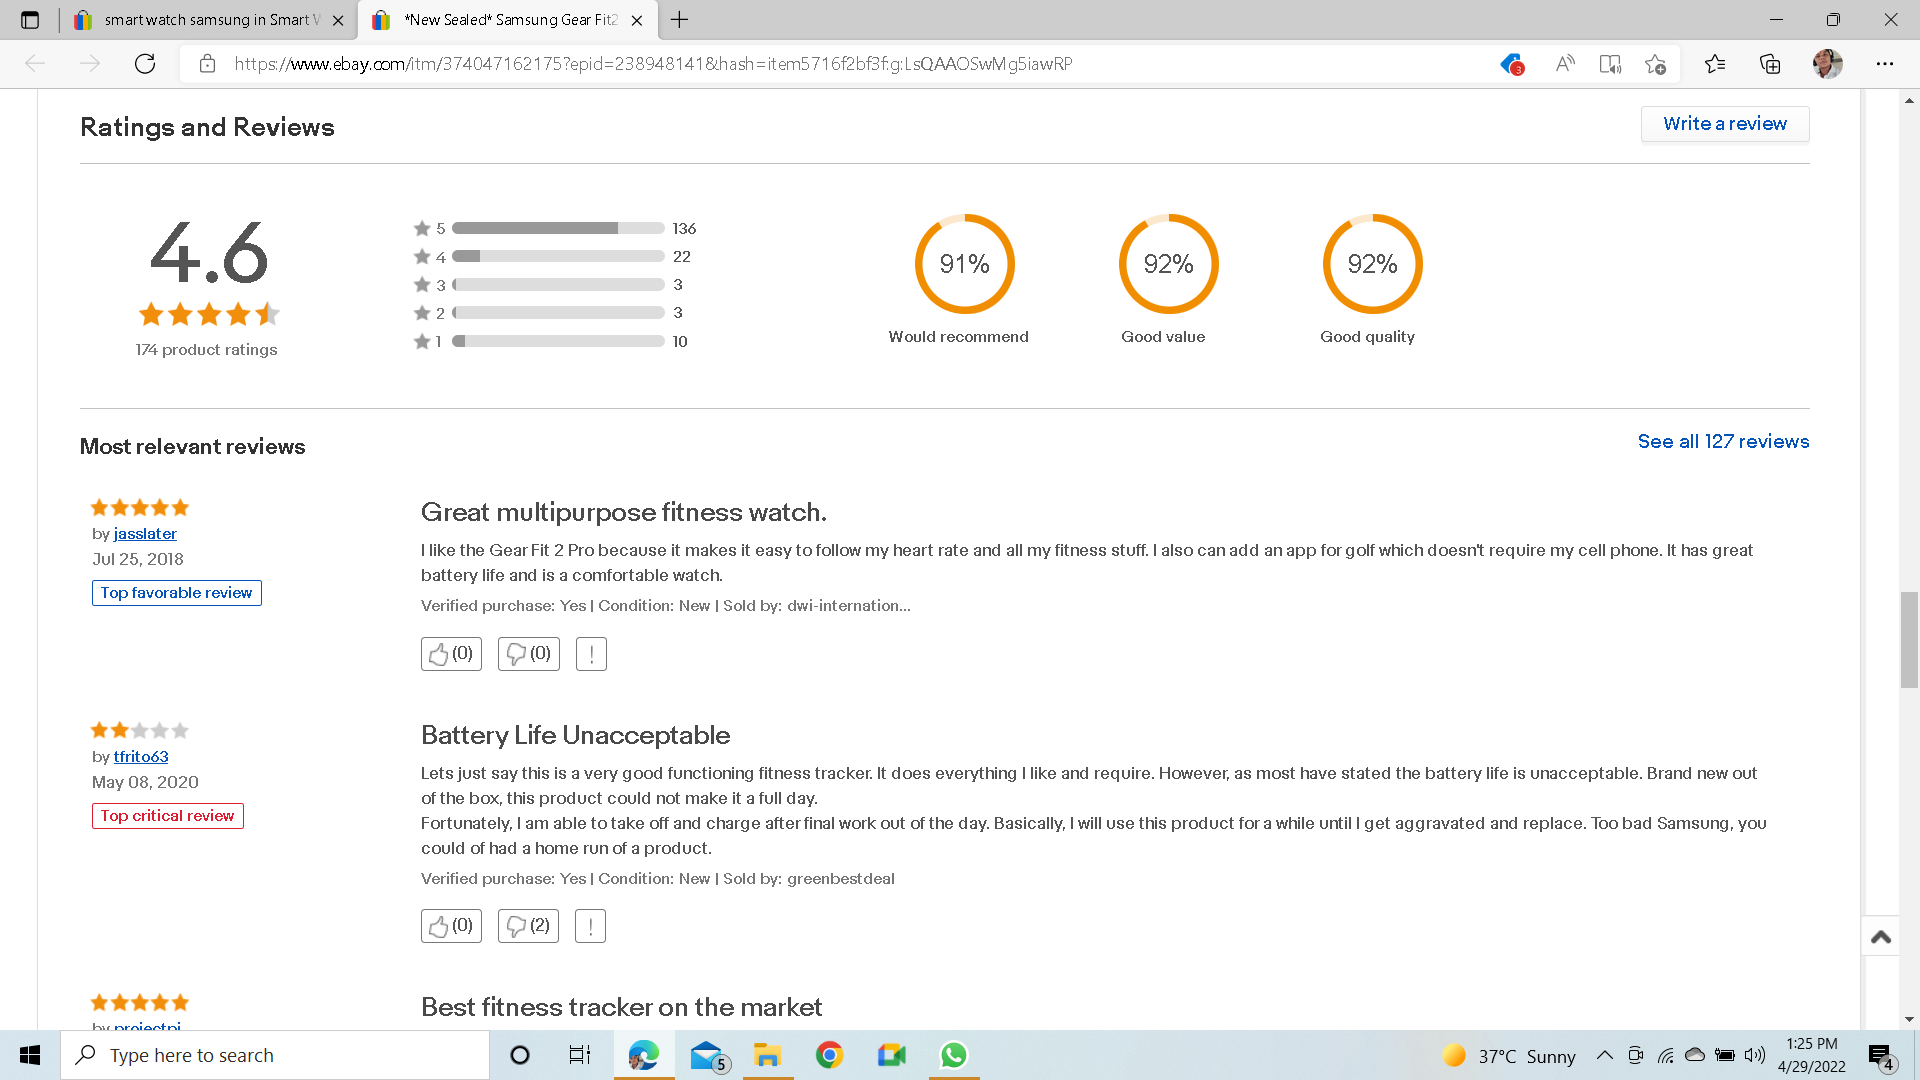 smart watch samsung in Smart W
*New Sealed* Samsung Gear Fit2
https://www.ebay.com/itm/374047162175?epid=238948141&hash=item5716f2bf3f:g:LsQAAOSwMg5iawRP
3
Ratings and Reviews
Write a review
4.6
174 product ratings
5 136
4 22
3 3
2 3
1 10
91%
Would recommend
92%
Good value
92%
Good quality
Most relevant reviews
See all 127 reviews
by jasslater
Jul 25, 2018
Top favorable review
Great multipurpose fitness watch.
I like the Gear Fit 2 Pro because it makes it easy to follow my heart rate and all my fitness stuff. I also can add an app for golf which doesn't require my cell phone. It has great
battery life and is a comfortable watch.
Verified purchase: Yes | Condition: New | Sold by: dwi-internation...
(0) (0)
by tfrito63
May 08, 2020
Top critical review
Battery Life Unacceptable
Lets just say this is a very good functioning fitness tracker. It does everything I like and require. However, as most have stated the battery life is unacceptable. Brand new out
of the box, this product could not make it a full day.
Fortunately, I am able to take off and charge after final work out of the day. Basically, I will use this product for a while until I get aggravated and replace. Too bad Samsung, you
could of had a home run of a product.
Verified purchase: Yes | Condition: New | Sold by: greenbestdeal
(0) (2)
by projectpi
Best fitness tracker on the market
Type here to search
5
37°C Sunny
1:25 PM
4/29/2022
4